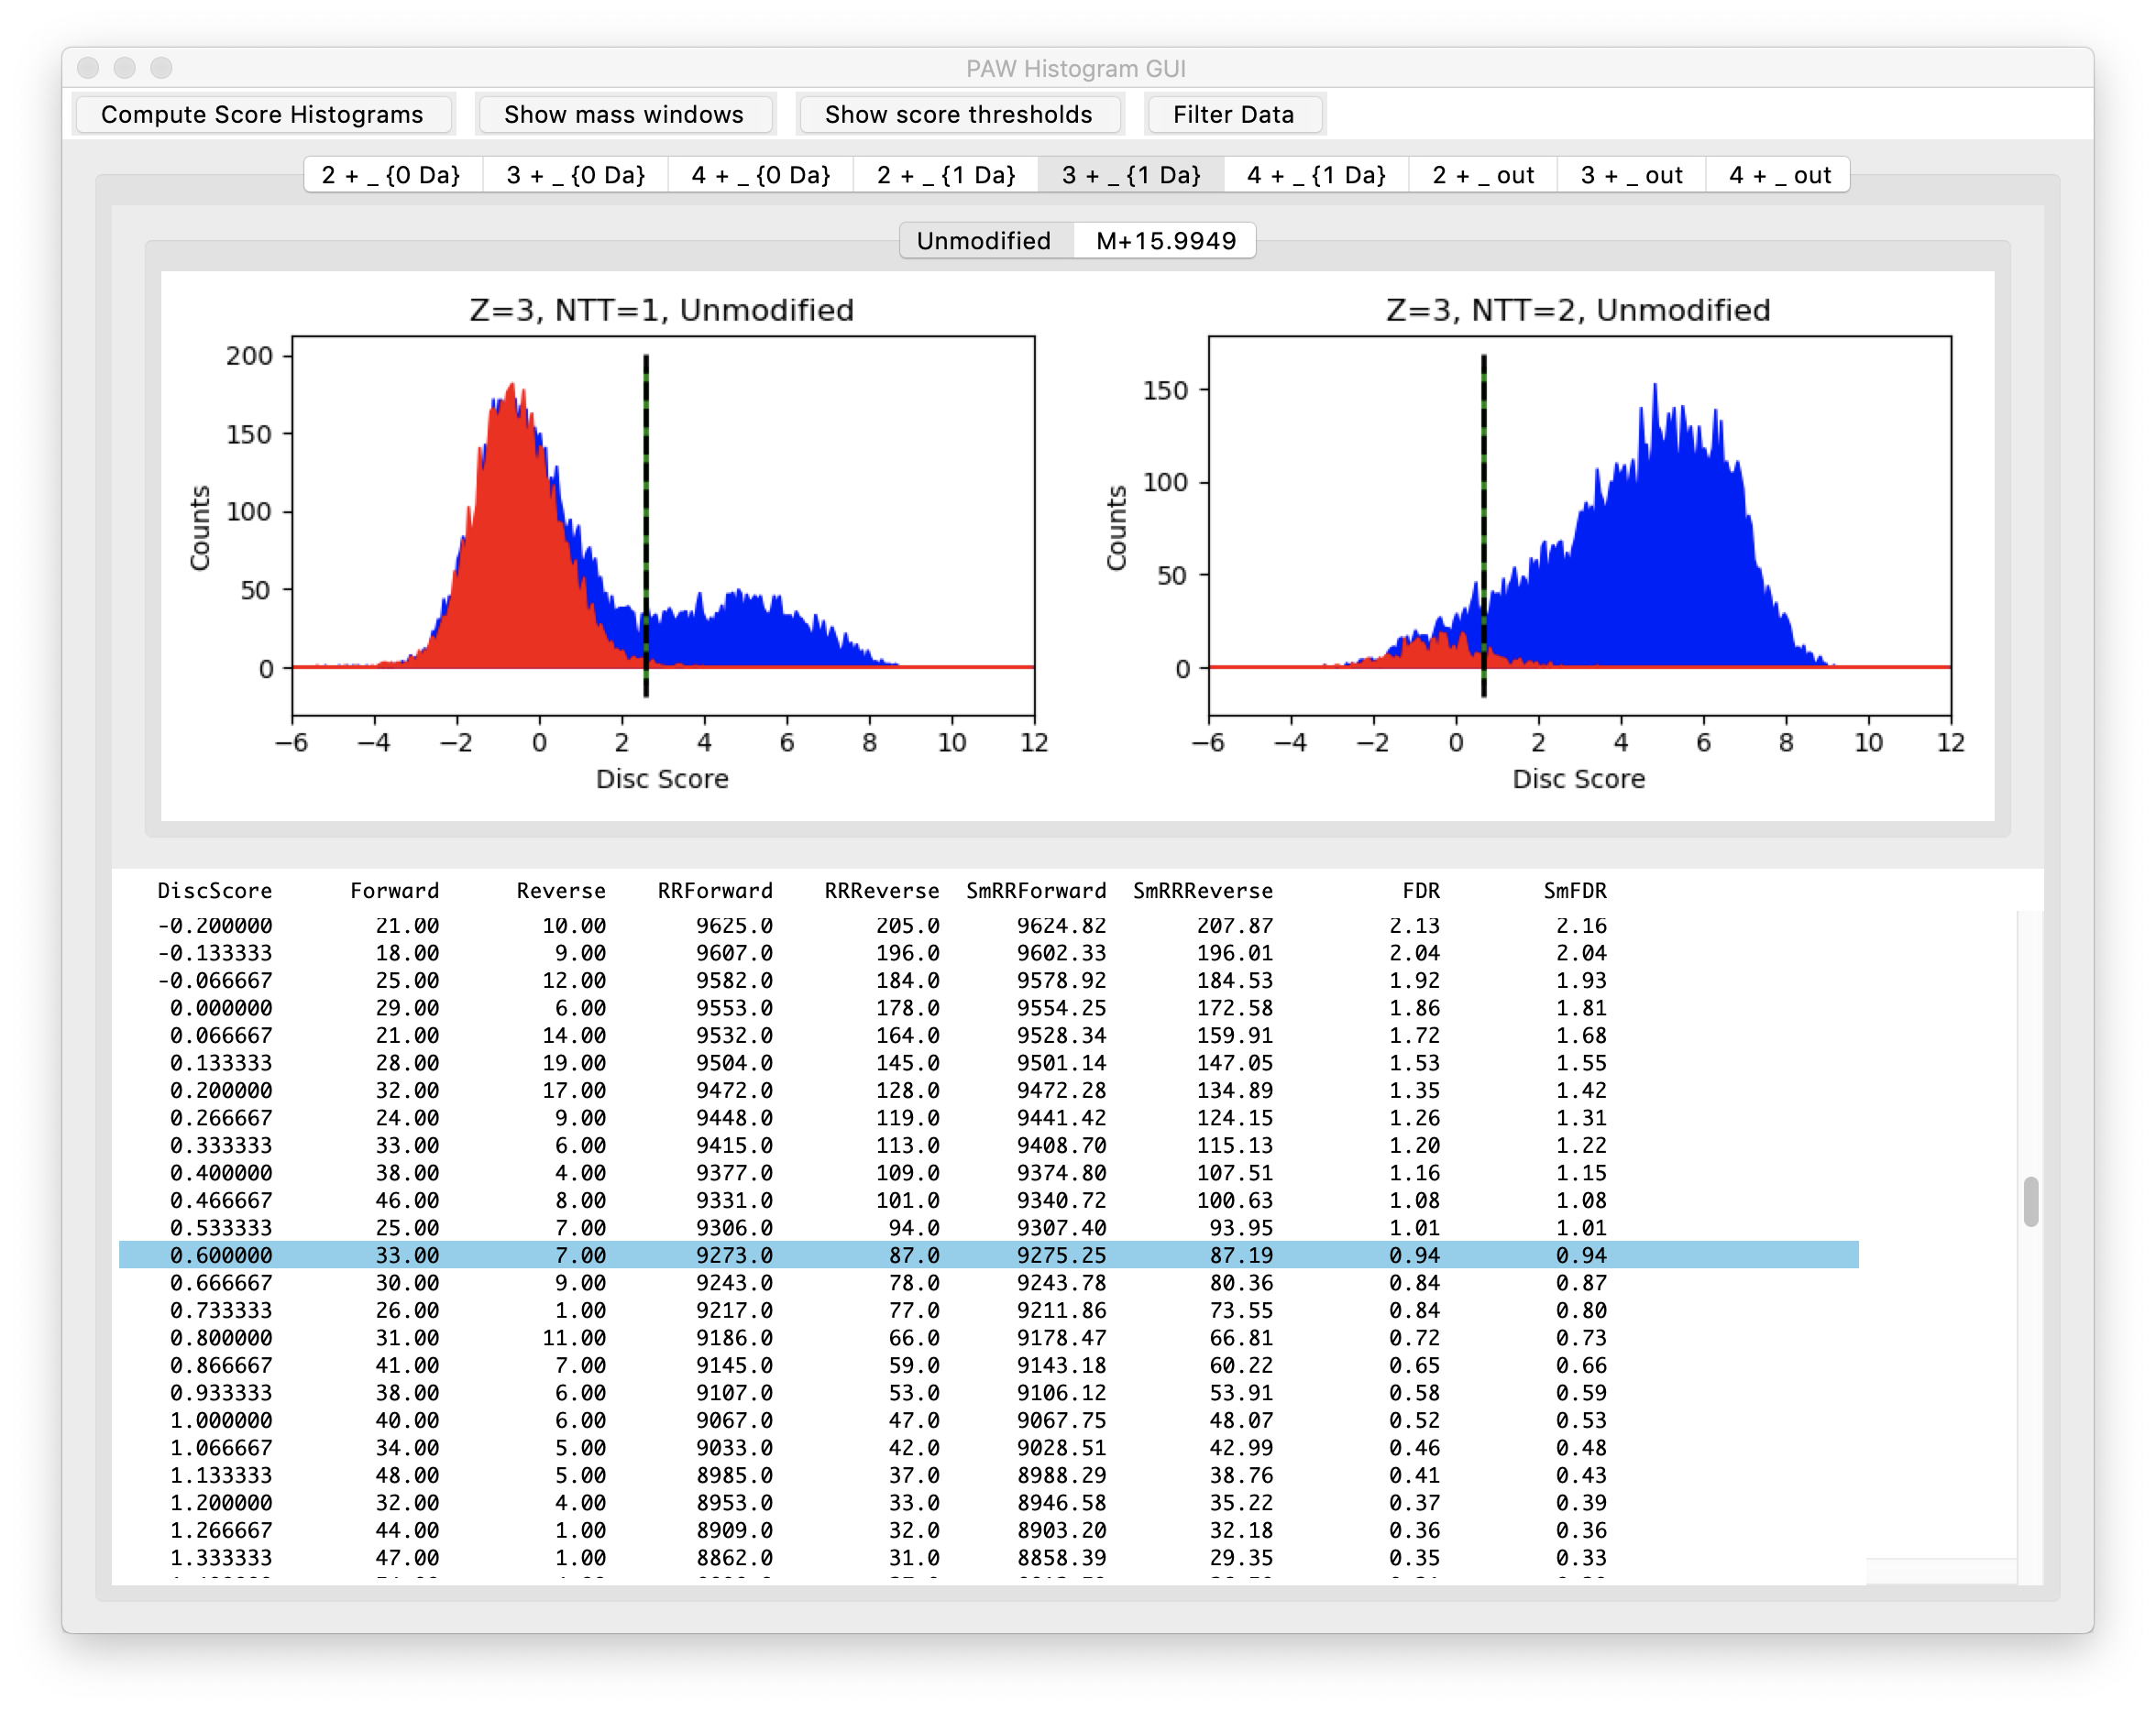 PAW Histogram GUI
Compute Score Histograms Show mass windows Show score thresholds Filter Data
2 + _ {0 Da} 3 + _ {0 Da} 4 + _ {0 Da} 2 + _ {1 Da} 3 + _ {1 Da} 4 + _ {1 Da} 2 + _ out 3 + _ out 4 + _ out
Unmodified M+15.9949
Z=3, NTT=1, Unmodified
200
150
100
50
0
Counts
−6 −4 −2 0 2 4 6 8 10 12
Disc Score
Z=3, NTT=2, Unmodified
150
100
50
0
Counts
−6 −4 −2 0 2 4 6 8 10 12
Disc Score
DiscScore Forward Reverse RRForward RRReverse SmRRForward SmRRReverse FDR SmFDR
-0.200000 21.00 10.00 9625.0 205.0 9624.82 207.87 2.13 2.16
-0.133333 18.00 9.00 9607.0 196.0 9602.33 196.01 2.04 2.04
-0.066667 25.00 12.00 9582.0 184.0 9578.92 184.53 1.92 1.93
0.000000 29.00 6.00 9553.0 178.0 9554.25 172.58 1.86 1.81
0.066667 21.00 14.00 9532.0 164.0 9528.34 159.91 1.72 1.68
0.133333 28.00 19.00 9504.0 145.0 9501.14 147.05 1.53 1.55
0.200000 32.00 17.00 9472.0 128.0 9472.28 134.89 1.35 1.42
0.266667 24.00 9.00 9448.0 119.0 9441.42 124.15 1.26 1.31
0.333333 33.00 6.00 9415.0 113.0 9408.70 115.13 1.20 1.22
0.400000 38.00 4.00 9377.0 109.0 9374.80 107.51 1.16 1.15
0.466667 46.00 8.00 9331.0 101.0 9340.72 100.63 1.08 1.08
0.533333 25.00 7.00 9306.0 94.0 9307.40 93.95 1.01 1.01
0.600000 33.00 7.00 9273.0 87.0 9275.25 87.19 0.94 0.94
0.666667 30.00 9.00 9243.0 78.0 9243.78 80.36 0.84 0.87
0.733333 26.00 1.00 9217.0 77.0 9211.86 73.55 0.84 0.80
0.800000 31.00 11.00 9186.0 66.0 9178.47 66.81 0.72 0.73
0.866667 41.00 7.00 9145.0 59.0 9143.18 60.22 0.65 0.66
0.933333 38.00 6.00 9107.0 53.0 9106.12 53.91 0.58 0.59
1.000000 40.00 6.00 9067.0 47.0 9067.75 48.07 0.52 0.53
1.066667 34.00 5.00 9033.0 42.0 9028.51 42.99 0.46 0.48
1.133333 48.00 5.00 8985.0 37.0 8988.29 38.76 0.41 0.43
1.200000 32.00 4.00 8953.0 33.0 8946.58 35.22 0.37 0.39
1.266667 44.00 1.00 8909.0 32.0 8903.20 32.18 0.36 0.36
1.333333 47.00 1.00 8862.0 31.0 8858.39 29.35 0.35 0.33